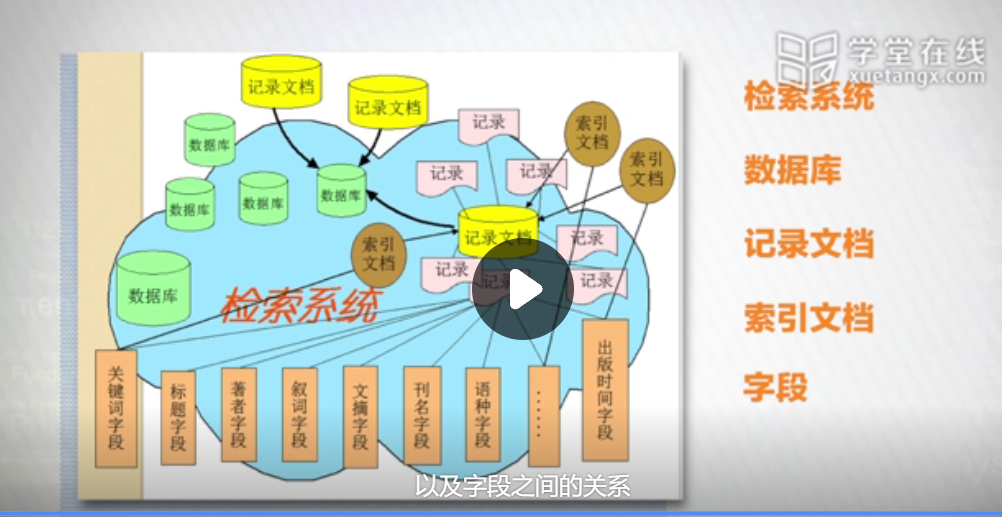 学堂在线
xuetangx.com
记录文档
记录文档
数据库
数据库
数据库
数据库
数据库
记录
记录
记录
索引
文档
索引
文档
索引
文档
记录文档
记录
记录
记录
记录
检索系统
关键词字段
标题字段
著者字段
叙词字段
文摘字段
刊名字段
语种字段
......
出版时间字段
检索系统
数据库
记录文档
索引文档
字段
以及字段之间的关系